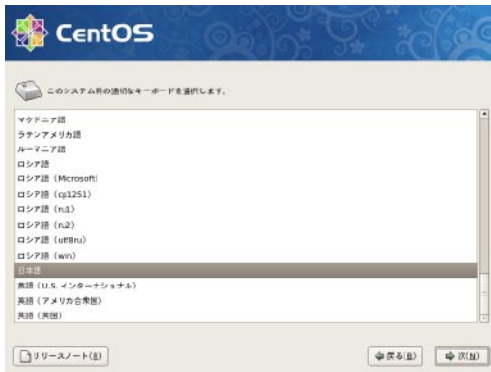 CentOS
このシステム用の適切なキーボードを選択します。
マケドニア語
ラテンアメリカ語
ルーマニア語
ロシア語
ロシア語 (Microsoft)
ロシア語 (cp1251)
ロシア語 (ru1)
ロシア語 (ru2)
ロシア語 (utf8ru)
ロシア語 (win)
日本語
英語 (U.S. インターナショナル)
英語 (アメリカ合衆国)
英語 (英国)
リリースノート(R)
戻る(B)
次(N)